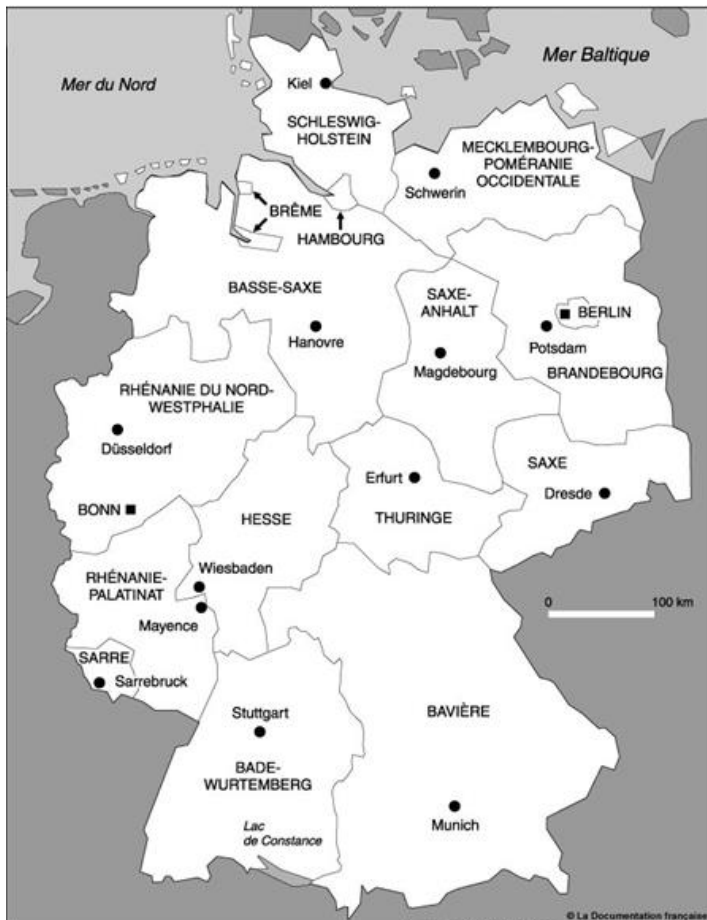 Mer du Nord
Mer Baltique
Kiel
SCHLESWIG-
HOLSTEIN
MECKLEMBOURG-
POMÉRANIE
OCCIDENTALE
Schwerin
BRÊME
HAMBOURG
BASSE-SAXE
SAXE-
ANHALT
BERLIN
Hanovre
Potsdam
Magdebourg
BRANDEBOURG
RHÉNANIE DU NORD-
WESTPHALIE
Düsseldorf
SAXE
Erfurt
Dresde
BONN
HESSE
THURINGE
Wiesbaden
RHÉNANIE-
PALATINAT
0 100 km
Mayence
SARRE
Sarrebruck
Stuttgart
BAVIÈRE
BADE-
WURTEMBERG
Lac
de Constance
Munich
© La Documentation française